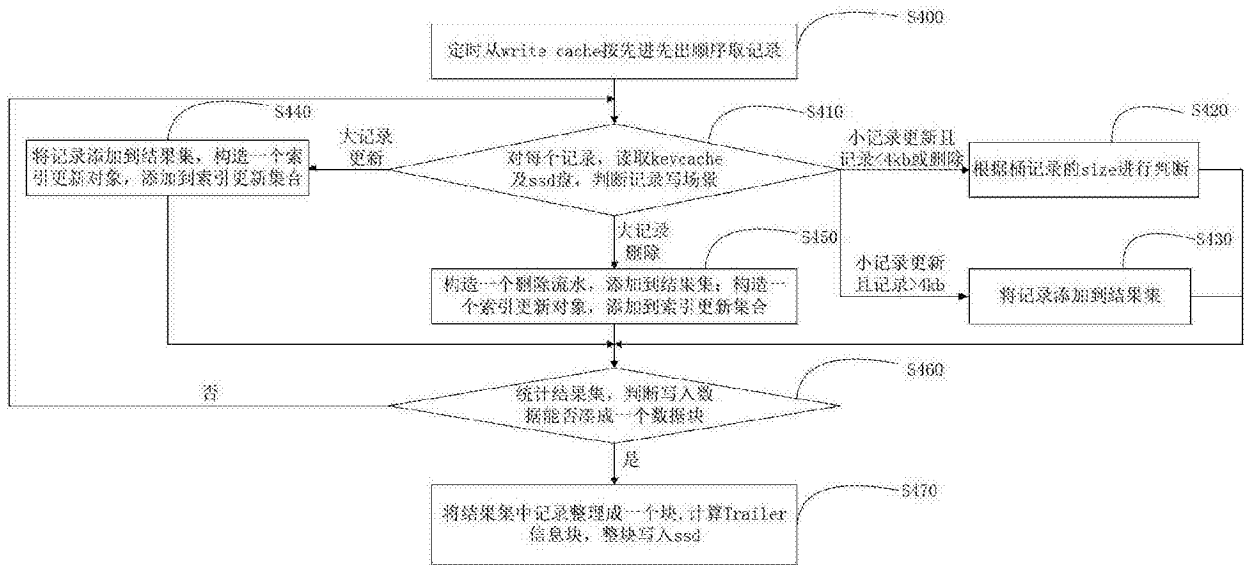 S400
定时从write cache按先进先出顺序取记录
S440
将记录添加到结果集，构造一个索
引更新对象，添加到索引更新集合
大记录
更新
S410
对每个记录，读取keycache
及ssd盘，判断记录写场景
小记录更新且
记录<4kb或删除
S420
根据桶记录的size进行判断
大记录
删除
S450
构造一个删除流水，添加到结果集；构造一
个索引更新对象，添加到索引更新集合
小记录更新
且记录>4kb
S430
将记录添加到结果集
S460
统计结果集，判断写入数
据能否凑成一个数据块
否
是
S470
将结果集中记录整理成一个块,计算Trailer
信息块，整块写入ssd